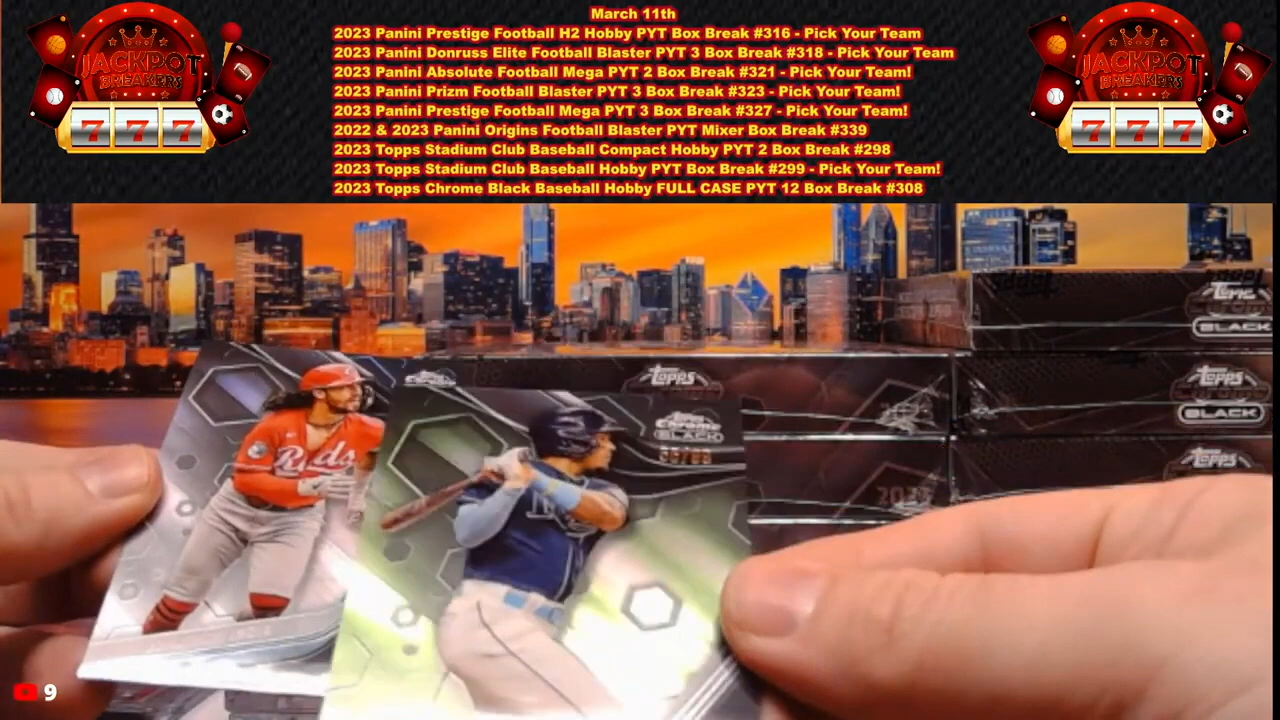 March 11th
2023 Panini Prestige Football H2 Hobby PYT Box Break #316 - Pick Your Team
2023 Panini Donruss Elite Football Blaster PYT 3 Box Break #318 - Pick Your Team
2023 Panini Absolute Football Mega PYT 2 Box Break #321 - Pick Your Team!
2023 Panini Prizm Football Blaster PYT 3 Box Break #323 - Pick Your Team!
2023 Panini Prestige Football Mega PYT 3 Box Break #327 - Pick Your Team!
2022 & 2023 Panini Origins Football Blaster PYT Mixer Box Break #339
2023 Topps Stadium Club Baseball Compact Hobby PYT 2 Box Break #298
2023 Topps Stadium Club Baseball Hobby PYT Box Break #299 - Pick Your Team!
2023 Topps Chrome Black Baseball Hobby FULL CASE PYT 12 Box Break #308
JACKPOT
BREAKERS
7 7 7
JACKPOT
BREAKERS
7 7 7
Topps
BLACK
Topps
Topps
BLACK
Topps
Topps
Chrome
BLACK
Reds
9